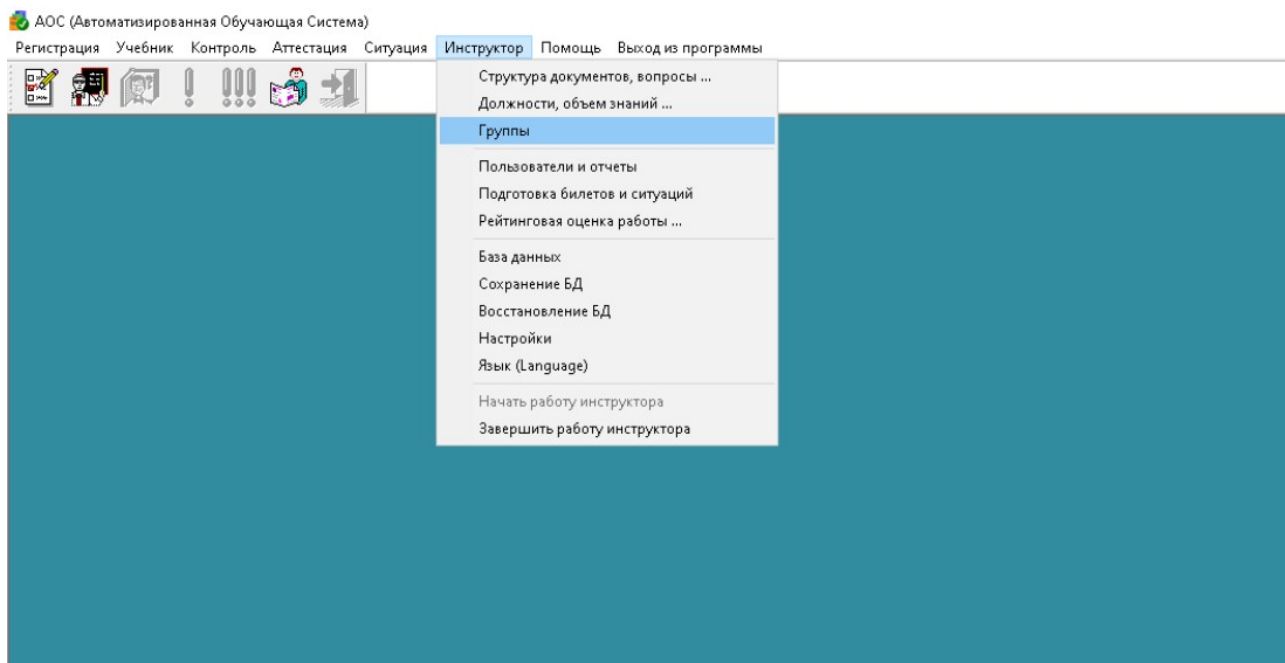 АОС (Автоматизированная Обучающая Система)
Регистрация Учебник Контроль Аттестация Ситуация Инструктор Помощь Выход из программы
Структура документов, вопросы ...
Должности, объем знаний ...
Группы
Пользователи и отчеты
Подготовка билетов и ситуаций
Рейтинговая оценка работы ...
База данных
Сохранение БД
Восстановление БД
Настройки
Язык (Language)
Начать работу инструктора
Завершить работу инструктора